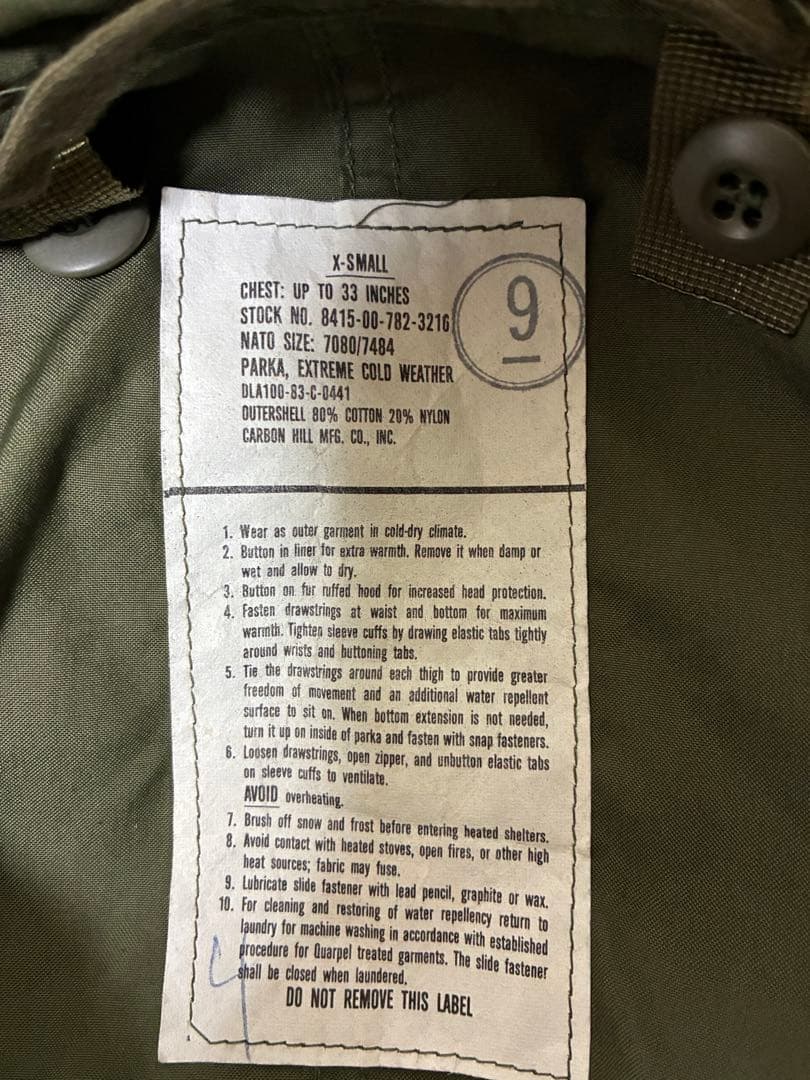 X-SMALL
CHEST: UP TO 33 INCHES
STOCK NO. 8415-00-782-3216
NATO SIZE: 7080/7484
PARKA, EXTREME COLD WEATHER
DLA100-83-C-0441
OUTERSHELL 80% COTTON 20% NYLON
CARBON HILL MFG. CO., INC.
9
1. Wear as outer garment in cold-dry climate.
2. Button in liner for extra warmth. Remove it when damp or
wet and allow to dry.
3. Button on fur ruffed hood for increased head protection.
4. Fasten drawstrings at waist and bottom for maximum
warmth. Tighten sleeve cuffs by drawing elastic tabs tightly
around wrists and buttoning tabs.
5. Tie the drawstrings around each thigh to provide greater
freedom of movement and an additional water repellent
surface to sit on. When bottom extension is not needed,
turn it up on inside of parka and fasten with snap fasteners.
6. Loosen drawstrings, open zipper, and unbutton elastic tabs
on sleeve cuffs to ventilate.
AVOID overheating.
7. Brush off snow and frost before entering heated shelters.
8. Avoid contact with heated stoves, open fires, or other high
heat sources; fabric may fuse.
9. Lubricate slide fastener with lead pencil, graphite or wax.
10. For cleaning and restoring of water repellency return to
laundry for machine washing in accordance with established
procedure for Quarpel treated garments. The slide fastener
shall be closed when laundered.
DO NOT REMOVE THIS LABEL
4
1